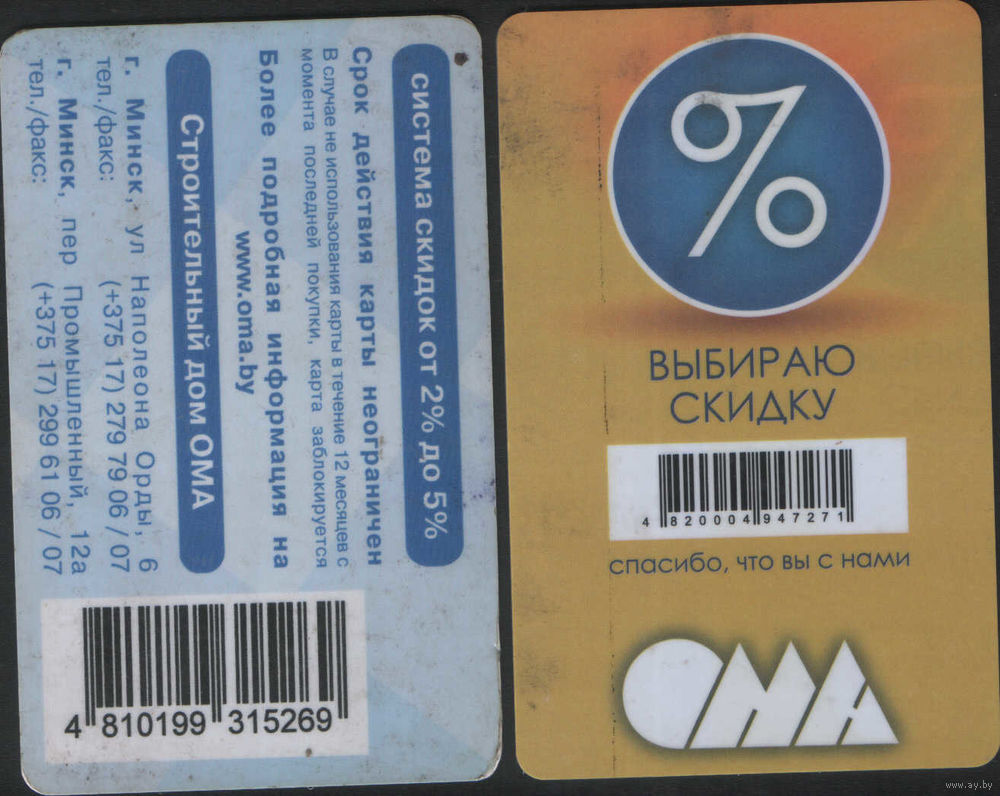 система скидок от 2% до 5%
Срок действия карты неограничен
В случае не использования карты в течение 12 месяцев с
момента последней покупки, карта заблокируется
Более подробная информация на
www.oma.by
Строительный дом ОМА
г. Минск, ул Наполеона Орды, 6
тел./факс: (+375 17) 279 79 06 / 07
г. Минск, пер Промышленный, 12а
тел./факс: (+375 17) 299 61 06 / 07
4 810199 315269
%
ВЫБИРАЮ
СКИДКУ
4 820004 947271
спасибо, что вы с нами
ОМА
www.ay.by